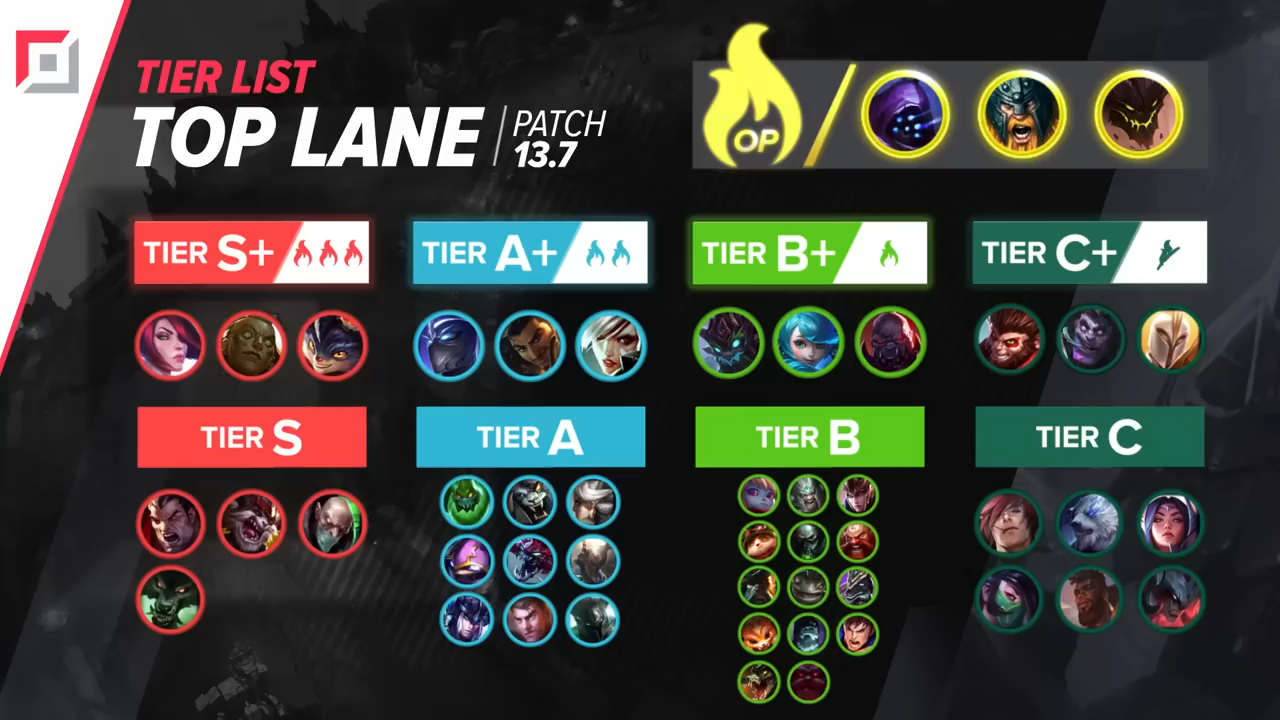 TIER LIST
TOP LANE
PATCH
13.7
OP
TIER S+
TIER A+
TIER B+
TIER C+
TIER S
TIER A
TIER B
TIER C